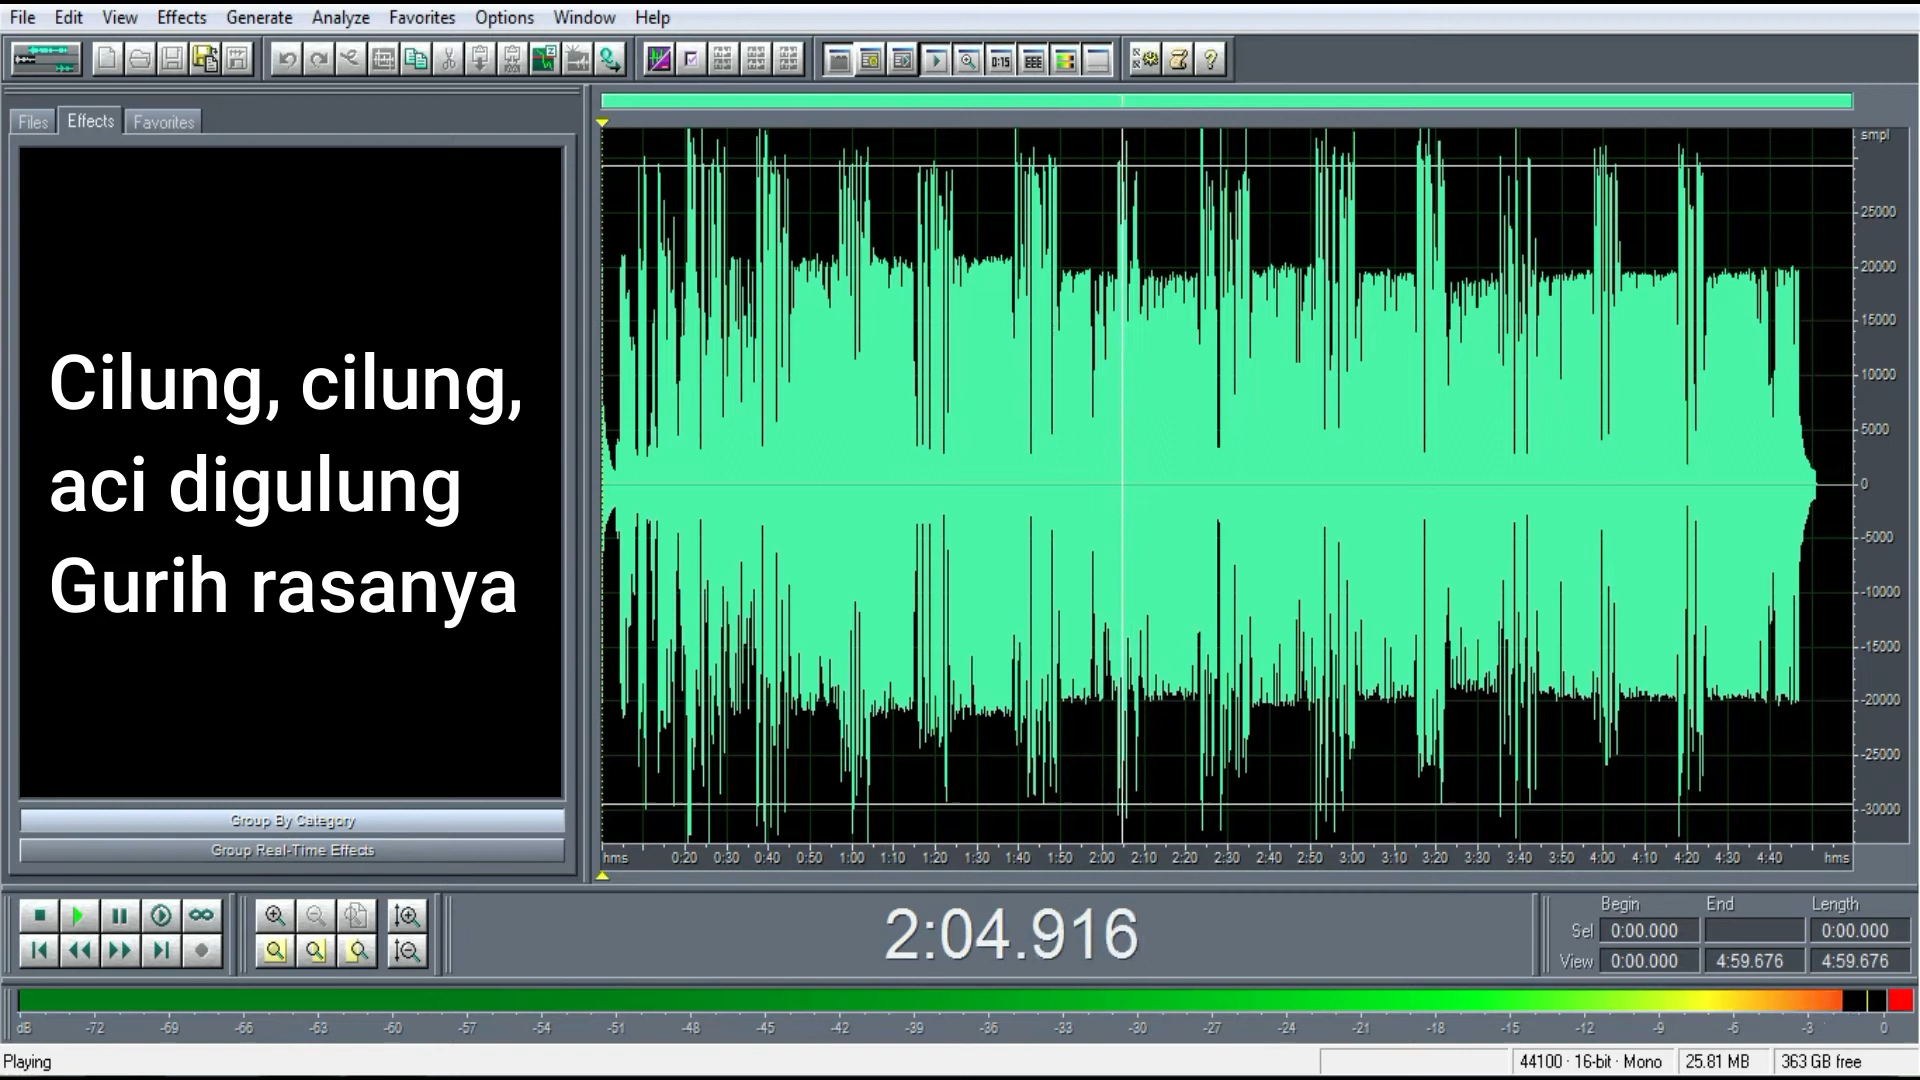 File Edit View Effects Generate Analyze Favorites Options Window Help
0:15
Files Effects Favorites
Cilung, cilung,
aci digulung
Gurih rasanya
Group By Category
Group Real-Time Effects
smpl
25000
20000
15000
10000
5000
0
-5000
-10000
-15000
-20000
-25000
-30000
hms 0:20 0:30 0:40 0:50 1:00 1:10 1:20 1:30 1:40 1:50 2:00 2:10 2:20 2:30 2:40 2:50 3:00 3:10 3:20 3:30 3:40 3:50 4:00 4:10 4:20 4:30 4:40 hms
2:04.916
Begin End Length
Sel 0:00.000 0:00.000
View 0:00.000 4:59.676 4:59.676
dB -72 -69 -66 -63 -60 -57 -54 -51 -48 -45 -42 -39 -36 -33 -30 -27 -24 -21 -18 -15 -12 -9 -6 -3 0
Playing 44100 · 16-bit · Mono 25.81 MB 363 GB free